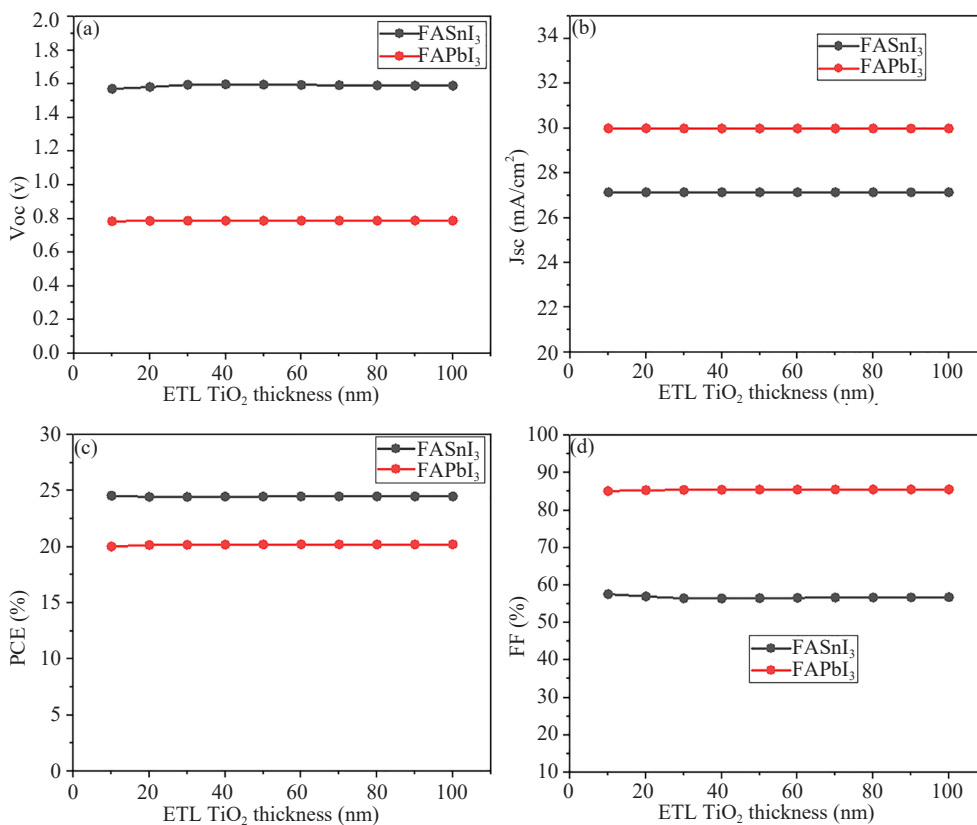 (a)
FASnI₃
FAPbI₃
2.0
1.8
1.6
1.4
1.2
1.0
0.8
0.6
0.4
0.2
0.0
Voc (v)
0 20 40 60 80 100
ETL TiO₂ thickness (nm)
(b)
FASnI₃
FAPbI₃
34
32
30
28
26
24
22
20
Jsc (mA/cm²)
0 20 40 60 80 100
ETL TiO₂ thickness (nm)
(c)
FASnI₃
FAPbI₃
30
25
20
15
10
5
0
PCE (%)
0 20 40 60 80 100
ETL TiO₂ thickness (nm)
(d)
FASnI₃
FAPbI₃
100
90
80
70
60
50
40
30
20
10
FF (%)
0 20 40 60 80 100
ETL TiO₂ thickness (nm)